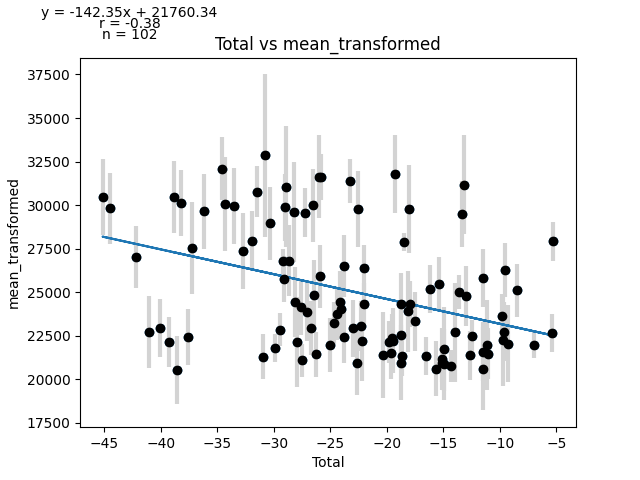 y = -142.35x + 21760.34
r = -0.38
n = 102
Total vs mean_transformed
37500
35000
32500
30000
27500
25000
22500
20000
17500
mean_transformed
−45 −40 −35 −30 −25 −20 −15 −10 −5
Total